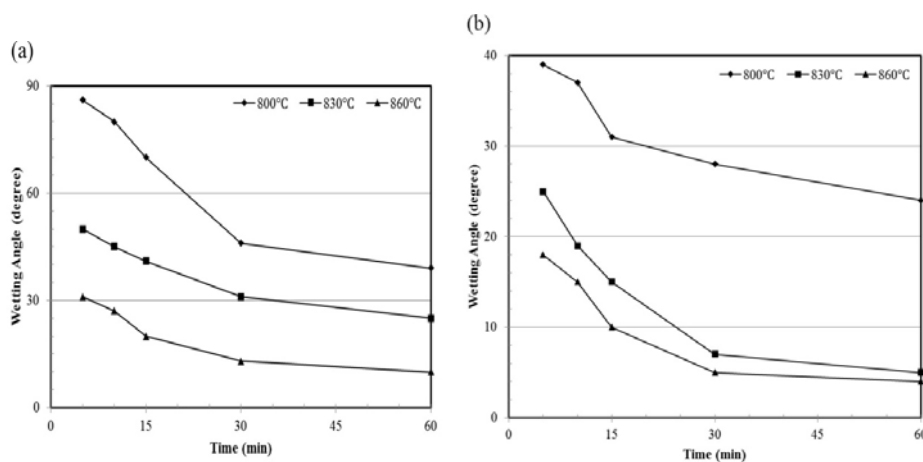 (a)
90
60
30
0
Wetting Angle (degree)
800°C 830°C 860°C
0 15 30 45 60
Time (min)
(b)
40
30
20
10
0
Wetting Angle (degree)
800°C 830°C 860°C
0 15 30 45 60
Time (min)